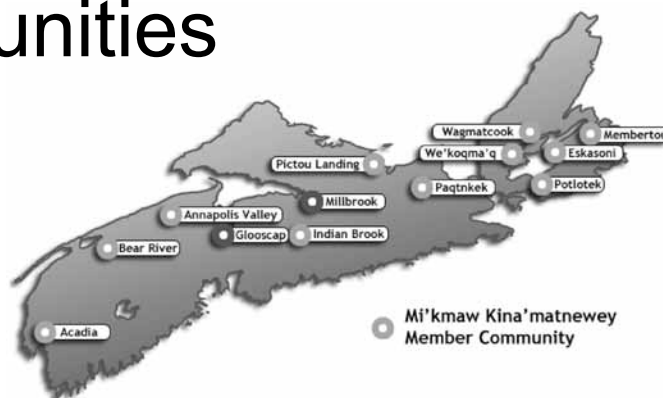 unities
Wagmatcook
Membertou
We'koqma'q
Eskasoni
Pictou Landing
Paqtnkek
Potlotek
Millbrook
Annapolis Valley
Glooscap
Indian Brook
Bear River
Acadia
Mi'kmaw Kina'matnewey
Member Community